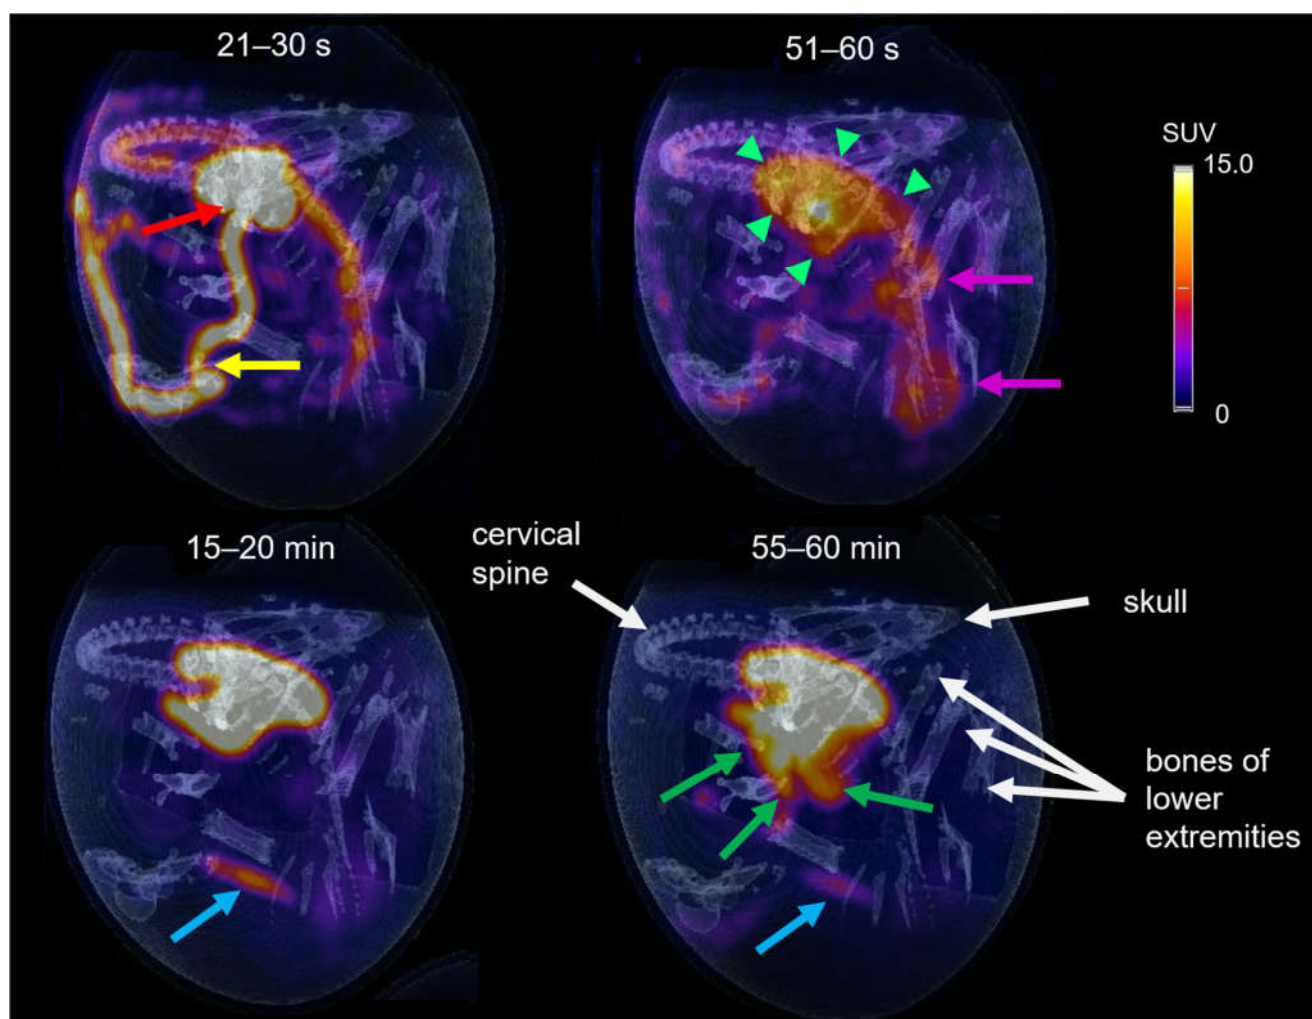 21–30 s
51–60 s
SUV
15.0
0
15–20 min
55–60 min
cervical
spine
skull
bones of
lower
extremities